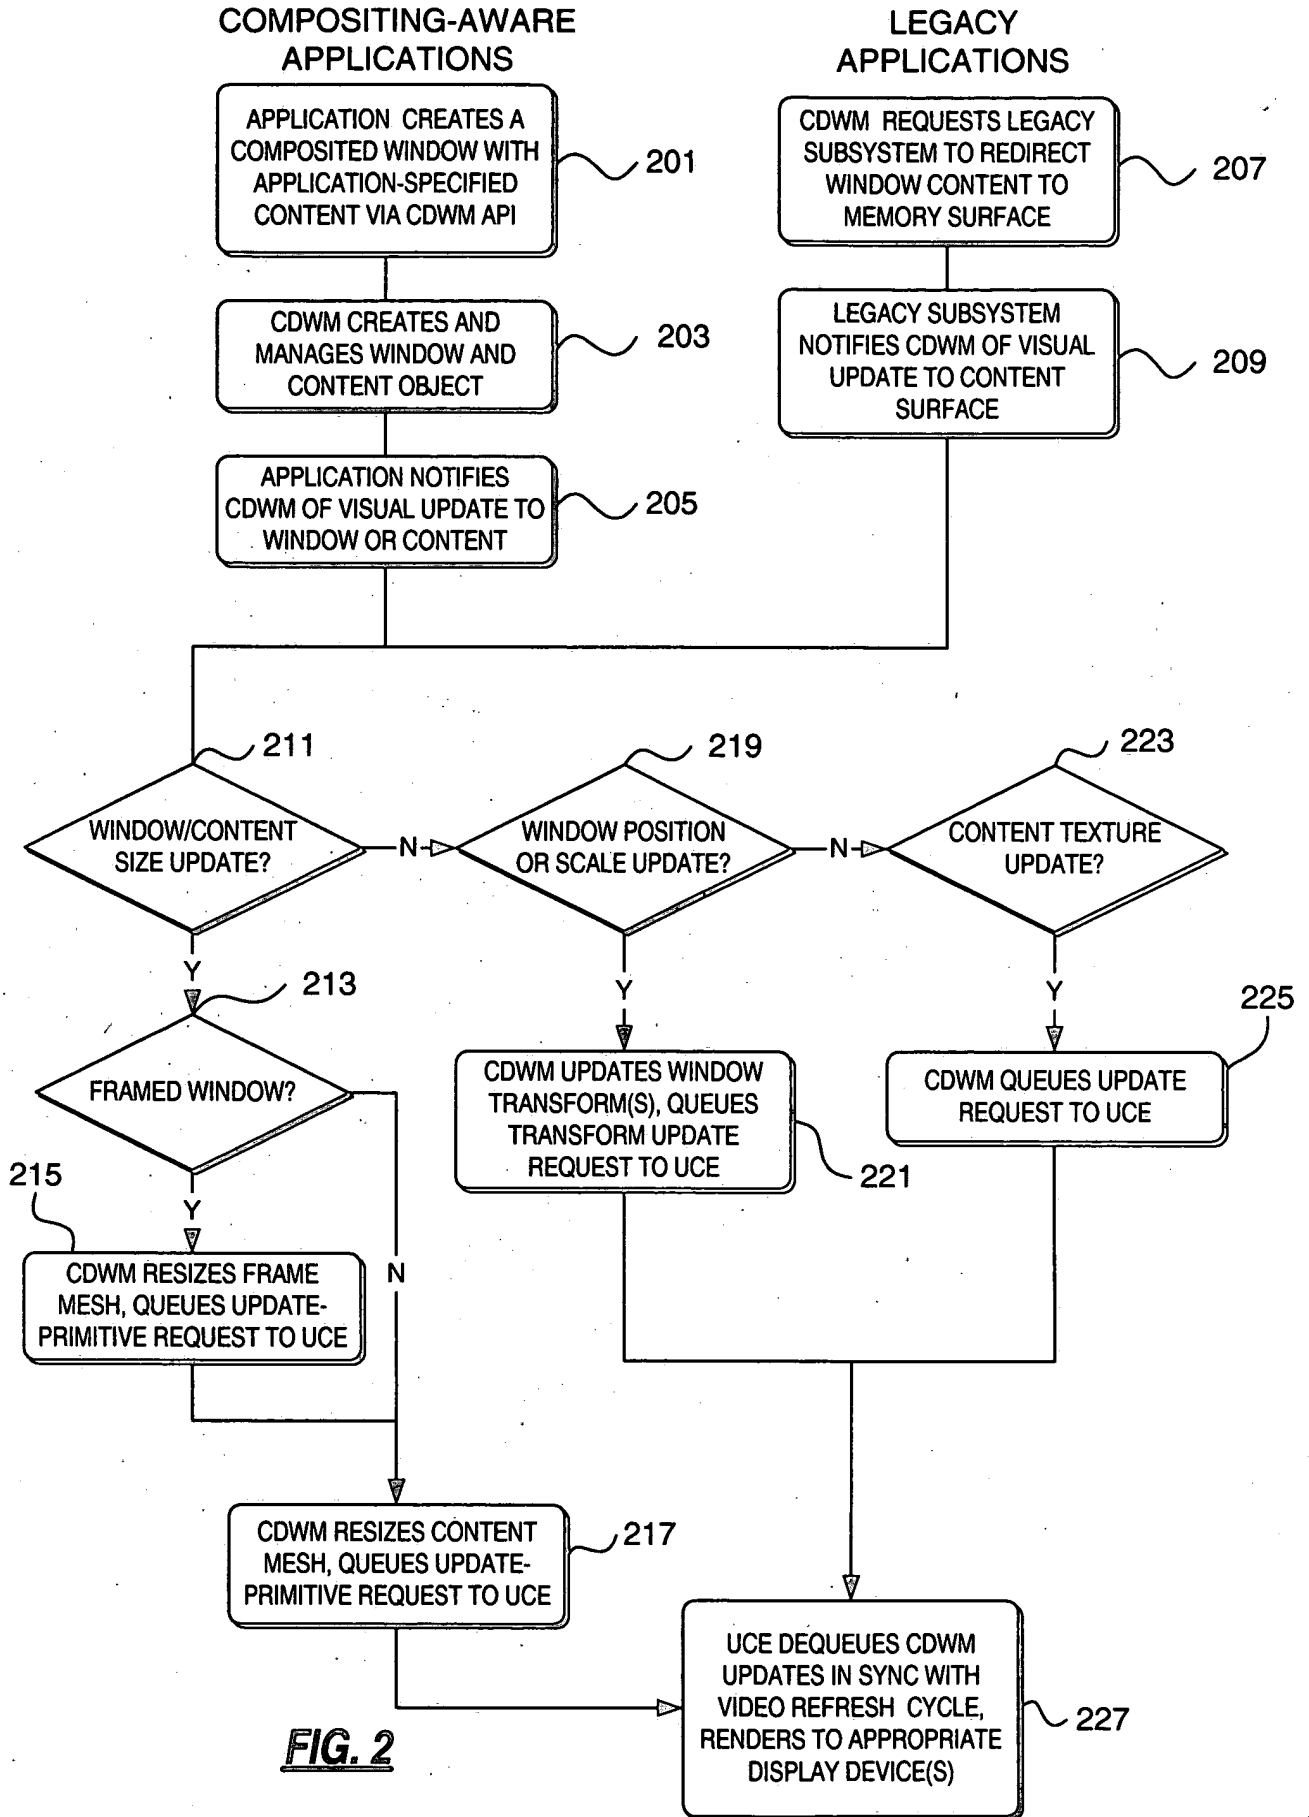 COMPOSITING-AWARE
APPLICATIONS
APPLICATION CREATES A
COMPOSITED WINDOW WITH
APPLICATION-SPECIFIED
CONTENT VIA CDWM API
201
CDWM CREATES AND
MANAGES WINDOW AND
CONTENT OBJECT
203
APPLICATION NOTIFIES
CDWM OF VISUAL UPDATE TO
WINDOW OR CONTENT
205
LEGACY
APPLICATIONS
CDWM REQUESTS LEGACY
SUBSYSTEM TO REDIRECT
WINDOW CONTENT TO
MEMORY SURFACE
207
LEGACY SUBSYSTEM
NOTIFIES CDWM OF VISUAL
UPDATE TO CONTENT
SURFACE
209
211
WINDOW/CONTENT
SIZE UPDATE?
N
Y
219
WINDOW POSITION
OR SCALE UPDATE?
N
Y
223
CONTENT TEXTURE
UPDATE?
Y
213
FRAMED WINDOW?
Y
N
215
CDWM RESIZES FRAME
MESH, QUEUES UPDATE-
PRIMITIVE REQUEST TO UCE
CDWM UPDATES WINDOW
TRANSFORM(S), QUEUES
TRANSFORM UPDATE
REQUEST TO UCE
221
225
CDWM QUEUES UPDATE
REQUEST TO UCE
CDWM RESIZES CONTENT
MESH, QUEUES UPDATE-
PRIMITIVE REQUEST TO UCE
217
UCE DEQUEUES CDWM
UPDATES IN SYNC WITH
VIDEO REFRESH CYCLE,
RENDERS TO APPROPRIATE
DISPLAY DEVICE(S)
227
FIG. 2